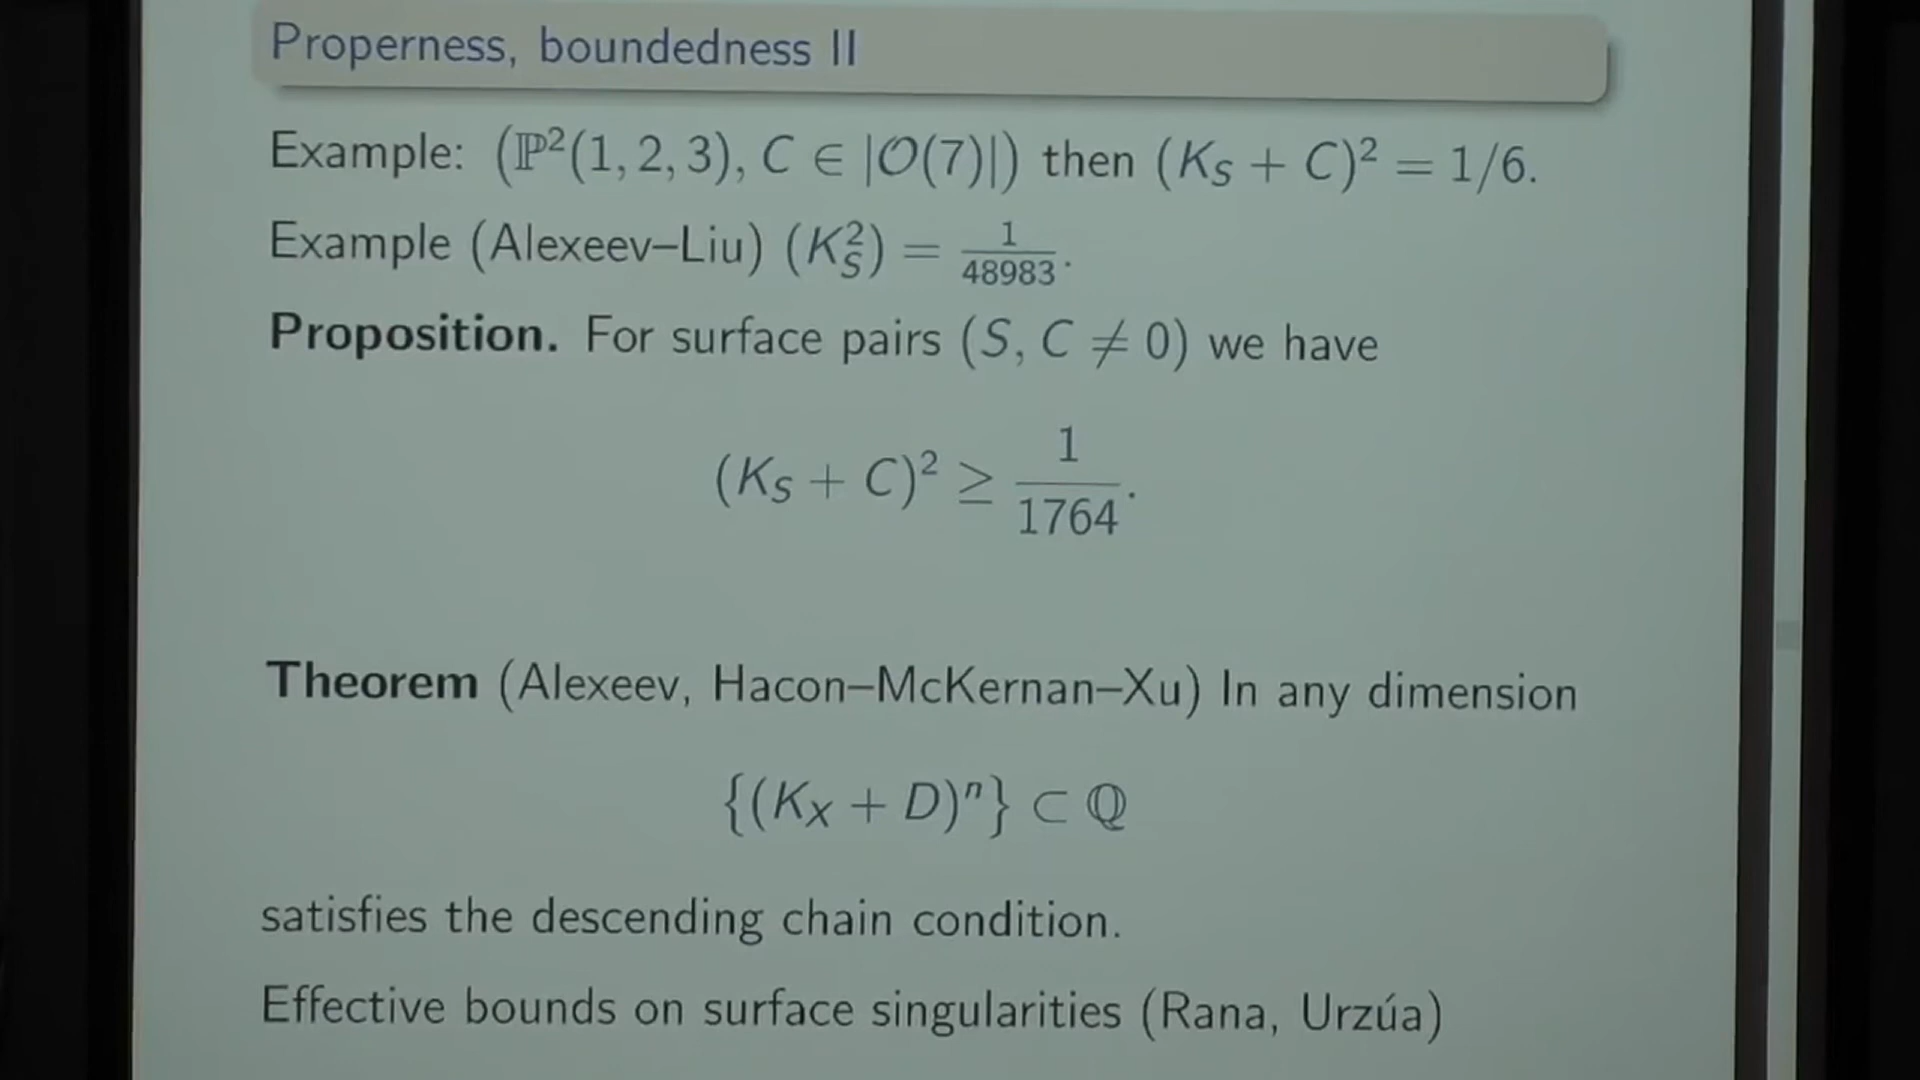 Properness, boundedness II
Example: (ℙ²(1, 2, 3), C ∈ |𝒪(7)|) then (K_S + C)² = 1/6.
Example (Alexeev–Liu) (K_S²) = 1/48983.
Proposition. For surface pairs (S, C ≠ 0) we have
(K_S + C)² ≥ 1/1764.
Theorem (Alexeev, Hacon–McKernan–Xu) In any dimension
{(K_X + D)ⁿ} ⊂ ℚ
satisfies the descending chain condition.
Effective bounds on surface singularities (Rana, Urzúa)